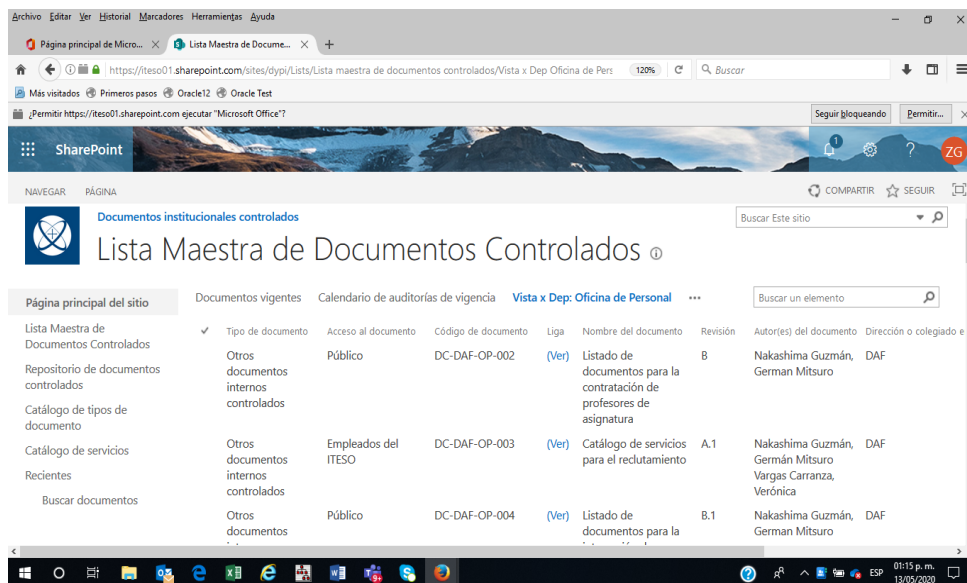 Archivo Editar Ver Historial Marcadores Herramientas Ayuda
Página principal de Micro... Lista Maestra de Docume...
https://iteso01.sharepoint.com/sites/dypi/Lists/Lista maestra de documentos controlados/Vista x Dep Oficina de Pers 120% Buscar
Más visitados Primeros pasos Oracle12 Oracle Test
¿Permitir https://iteso01.sharepoint.com ejecutar "Microsoft Office"? Seguir bloqueando Permitir...
SharePoint 1 ? ZG
NAVEGAR PÁGINA COMPARTIR SEGUIR
Documentos institucionales controlados Buscar Este sitio
Lista Maestra de Documentos Controlados
Página principal del sitio
Lista Maestra de
Documentos Controlados
Repositorio de documentos
controlados
Catálogo de tipos de
documento
Catálogo de servicios
Recientes
Buscar documentos
Documentos vigentes Calendario de auditorías de vigencia Vista x Dep: Oficina de Personal ••• Buscar un elemento
Tipo de documento Acceso al documento Código de documento Liga Nombre del documento Revisión Autor(es) del documento Dirección o colegiado e
Otros Público DC-DAF-OP-002 (Ver) Listado de B Nakashima Guzmán, DAF
documentos documentos para la German Mitsuro
internos contratación de
controlados profesores de
asignatura
Otros Empleados del DC-DAF-OP-003 (Ver) Catálogo de servicios A.1 Nakashima Guzmán, DAF
documentos ITESO para el reclutamiento Germán Mitsuro
internos Vargas Carranza,
controlados Verónica
Otros Público DC-DAF-OP-004 (Ver) Listado de B.1 Nakashima Guzmán, DAF
documentos documentos para la German Mitsuro
ESP 01:15 p. m.
13/05/2020